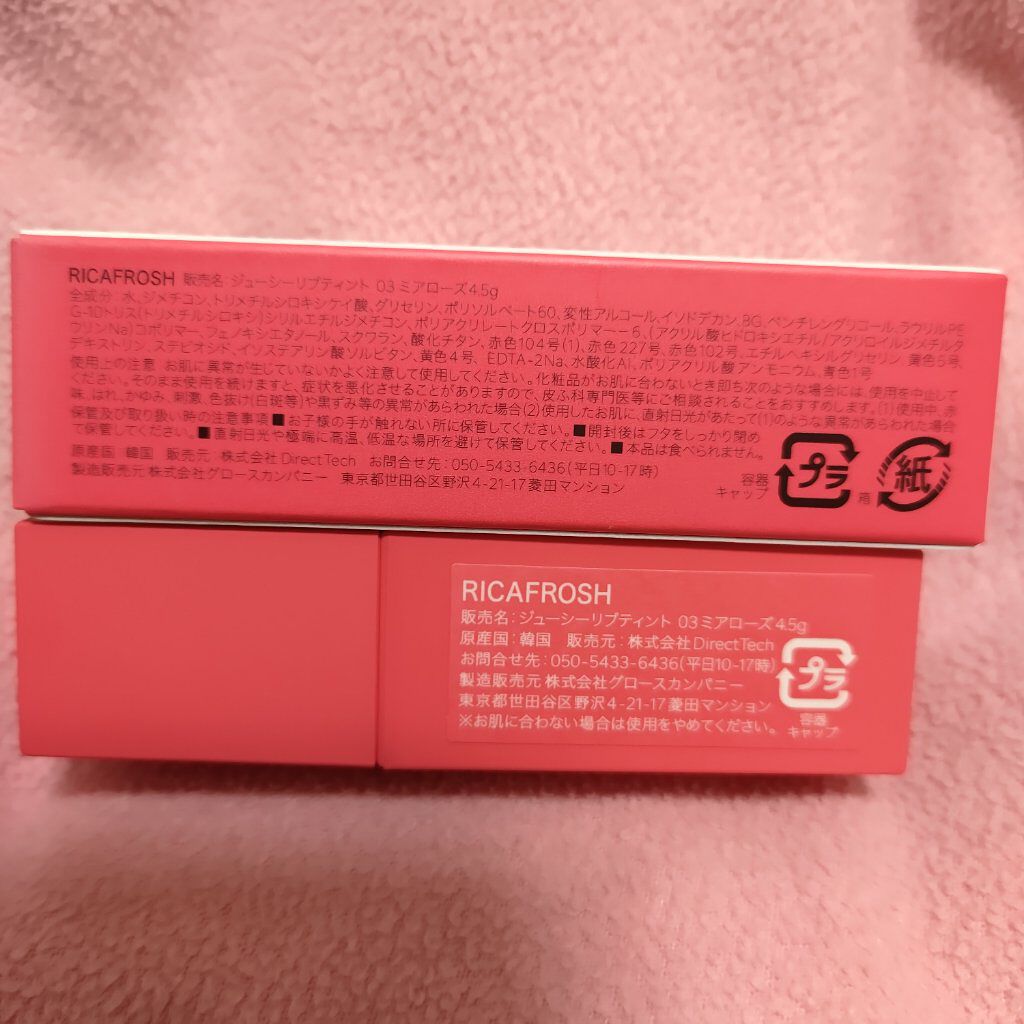 RICAFROSH 販売名：ジューシーリプティント 03 ミアローズ4.5g
全成分：水、ジメチコン、トリメチルシロキシケイ酸、グリセリン、ポリソルベート60、変性アルコール、イソドデカン、BG、ペンチレングリコール、ラウリルPE
G-10トリス(トリメチルシロキシ)シリルエチルジメチコン、ポリアクリレートクロスポリマー-6、(アクリル酸ヒドロキシエチル/アクリロイルジメチルタ
ウリンNa)コポリマー、フェノキシエタノール、スクワラン、酸化チタン、赤色104号(1)、赤色227号、赤色102号、エチルヘキシルグリセリン、黄色5号、
デキストリン、ステビオシド、イソステアリン酸ソルビタン、黄色4号、EDTA-2Na、水酸化Al、ポリアクリル酸アンモニウム、青色1号
使用上の注意 お肌に異常が生じていないかよく注意して使用してください。化粧品がお肌に合わないとき即ち次のような場合には、使用を中止して
ください。そのまま使用を続けますと、症状を悪化させることがありますので、皮ふ科専門医等にご相談されることをおすすめします。(1)使用中、赤
味、はれ、かゆみ、刺激、色抜け(白斑等)や黒ずみ等の異常があらわれた場合(2)使用したお肌に、直射日光があたって(1)のような異常があらわれた場合
保管及び取り扱い時の注意事項■お子様の手が触れない所に保管してください。■開封後はフタをしっかり閉め
て保管してください。■直射日光や極端に高温、低温な場所を避けて保管してください。■本品は食べられません。
原産国：韓国 販売元：株式会社DirectTech お問合せ先：050-5433-6436(平日10-17時)
製造販売元 株式会社グロースカンパニー 東京都世田谷区野沢4-21-17菱田マンション
容器
キャップ
プラ
箱
紙
RICAFROSH
販売名：ジューシーリプティント 03ミアローズ4.5g
原産国：韓国 販売元：株式会社DirectTech
お問合せ先：050-5433-6436(平日10-17時)
製造販売元 株式会社グロースカンパニー
東京都世田谷区野沢4-21-17菱田マンション
※お肌に合わない場合は使用をやめてください。
プラ
容器
キャップ